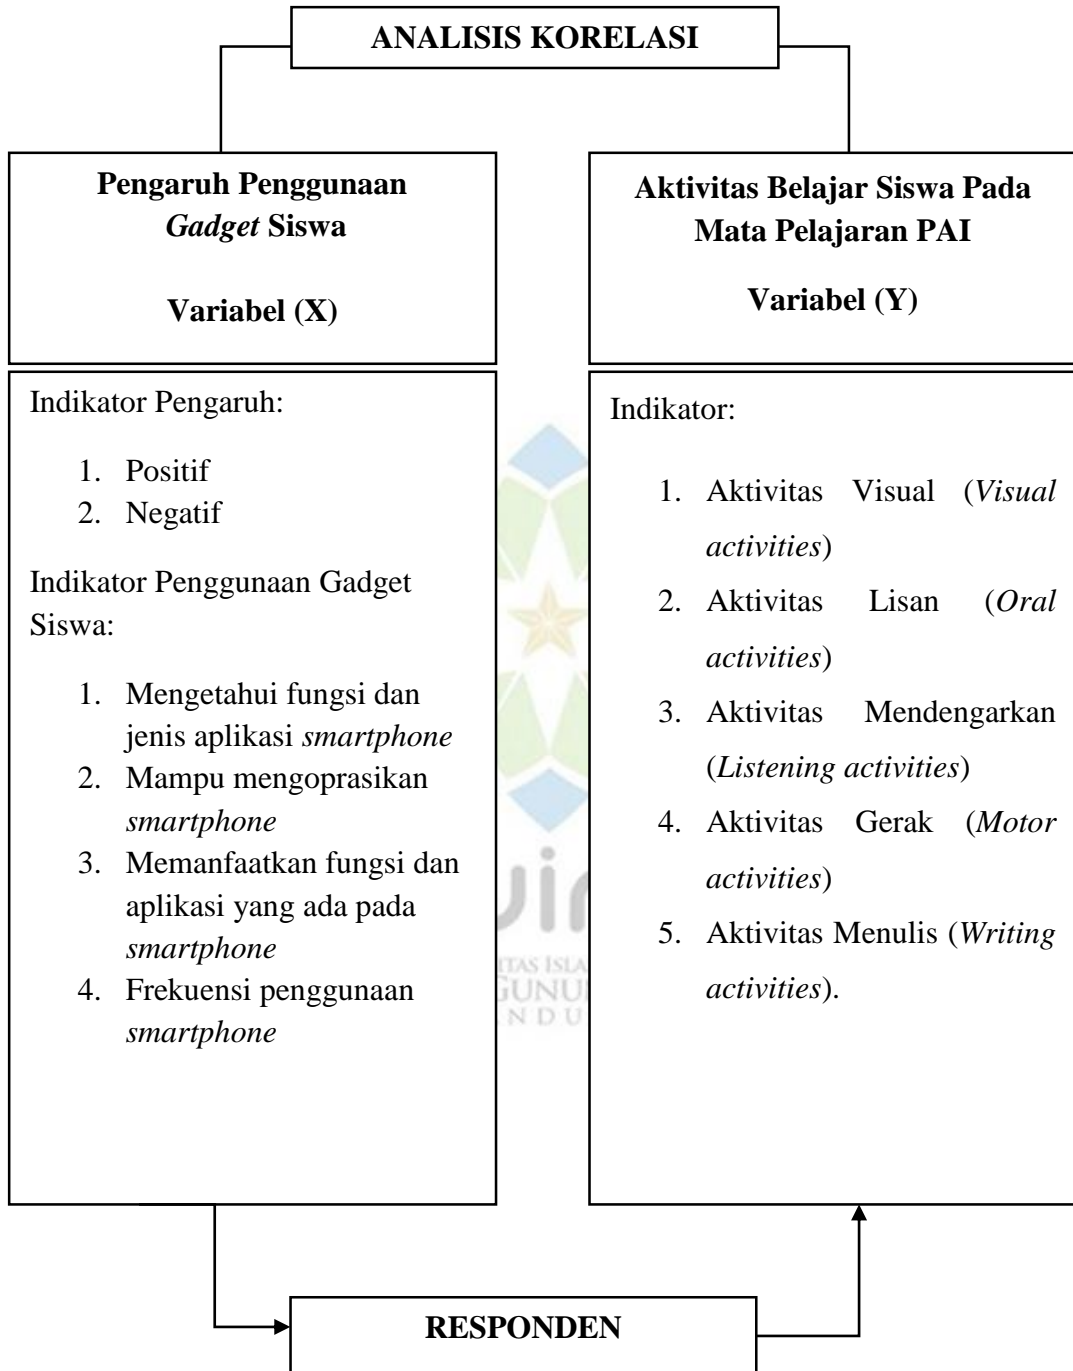 ANALISIS KORELASI
Pengaruh Penggunaan
Gadget Siswa
Variabel (X)
Aktivitas Belajar Siswa Pada
Mata Pelajaran PAI
Variabel (Y)
Indikator Pengaruh:
1. Positif
2. Negatif
Indikator Penggunaan Gadget
Siswa:
1. Mengetahui fungsi dan
jenis aplikasi smartphone
2. Mampu mengoprasikan
smartphone
3. Memanfaatkan fungsi dan
aplikasi yang ada pada
smartphone
4. Frekuensi penggunaan
smartphone
Indikator:
1. Aktivitas Visual (Visual
activities)
2. Aktivitas Lisan (Oral
activities)
3. Aktivitas Mendengarkan
(Listening activities)
4. Aktivitas Gerak (Motor
activities)
5. Aktivitas Menulis (Writing
activities).
RESPONDEN